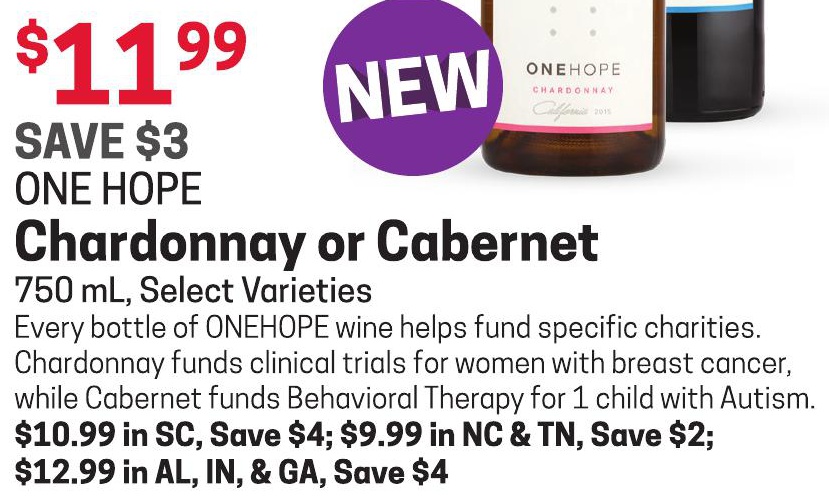 $11.99
SAVE $3
NEW
ONEHOPE
CHARDONNAY
California 2015
ONE HOPE
Chardonnay or Cabernet
750 mL, Select Varieties
Every bottle of ONEHOPE wine helps fund specific charities.
Chardonnay funds clinical trials for women with breast cancer,
while Cabernet funds Behavioral Therapy for 1 child with Autism.
$10.99 in SC, Save $4; $9.99 in NC & TN, Save $2;
$12.99 in AL, IN, & GA, Save $4